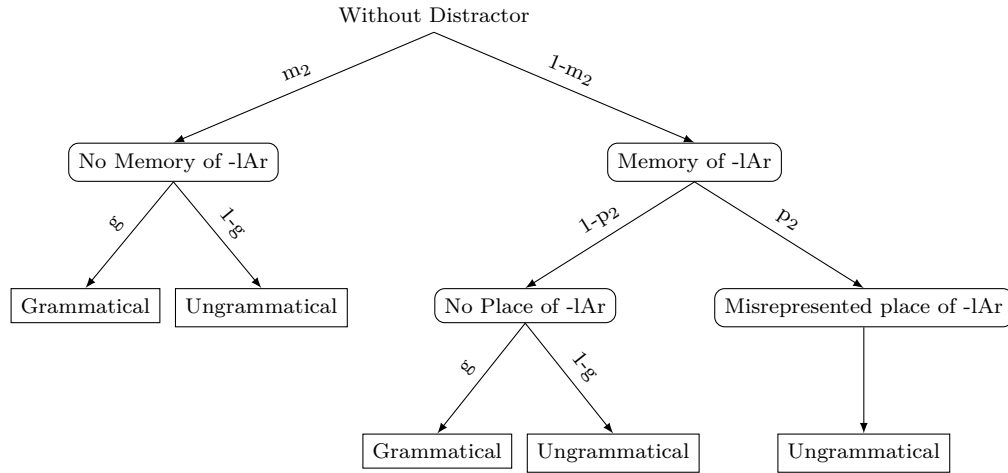 Without Distractor
m₂
1-m₂
No Memory of -lAr
Memory of -lAr
g
1-g
1-p₂
p₂
Grammatical
Ungrammatical
No Place of -lAr
Misrepresented place of -lAr
g
1-g
Grammatical
Ungrammatical
Ungrammatical